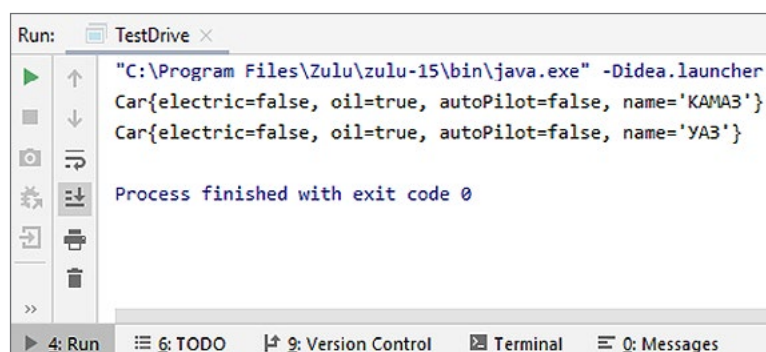 Run: TestDrive
"C:\Program Files\Zulu\zulu-15\bin\java.exe" -Didea.launcher
Car{electric=false, oil=true, autoPilot=false, name='КАМАЗ'}
Car{electric=false, oil=true, autoPilot=false, name='УАЗ'}
Process finished with exit code 0
4: Run 6: TODO 9: Version Control Terminal 0: Messages